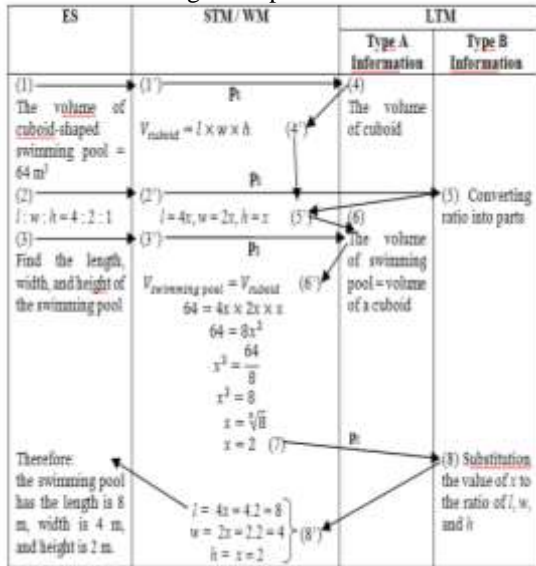 ES STM/WM LTM
Type A Information Type B Information
(1) (1') P₁ (4)
The volume of
cuboid-shaped
swimming pool =
64 m³
V_cuboid = l × w × h (4')
The volume
of cuboid
(2) (2') P₁ (5) Converting
ratio into parts
l : w : h = 4 : 2 : 1 l = 4x, w = 2x, h = x (5') (6)
(3) (3') P₁
Find the length,
width, and height of
the swimming pool
The volume
of swimming
pool = volume
of a cuboid
V_swimming pool = V_cuboid (6')
64 = 4x × 2x × x
64 = 8x³
x³ = 64/8
x³ = 8
x = ∛8
x = 2 (7) P₁
Therefore:
the swimming pool
has the length is 8
m, width is 4 m,
and height is 2 m.
l = 4x = 4.2 = 8
w = 2x = 2.2 = 4 (8')
h = x = 2
(8) Substitution
the value of x to
the ratio of l, w,
and h